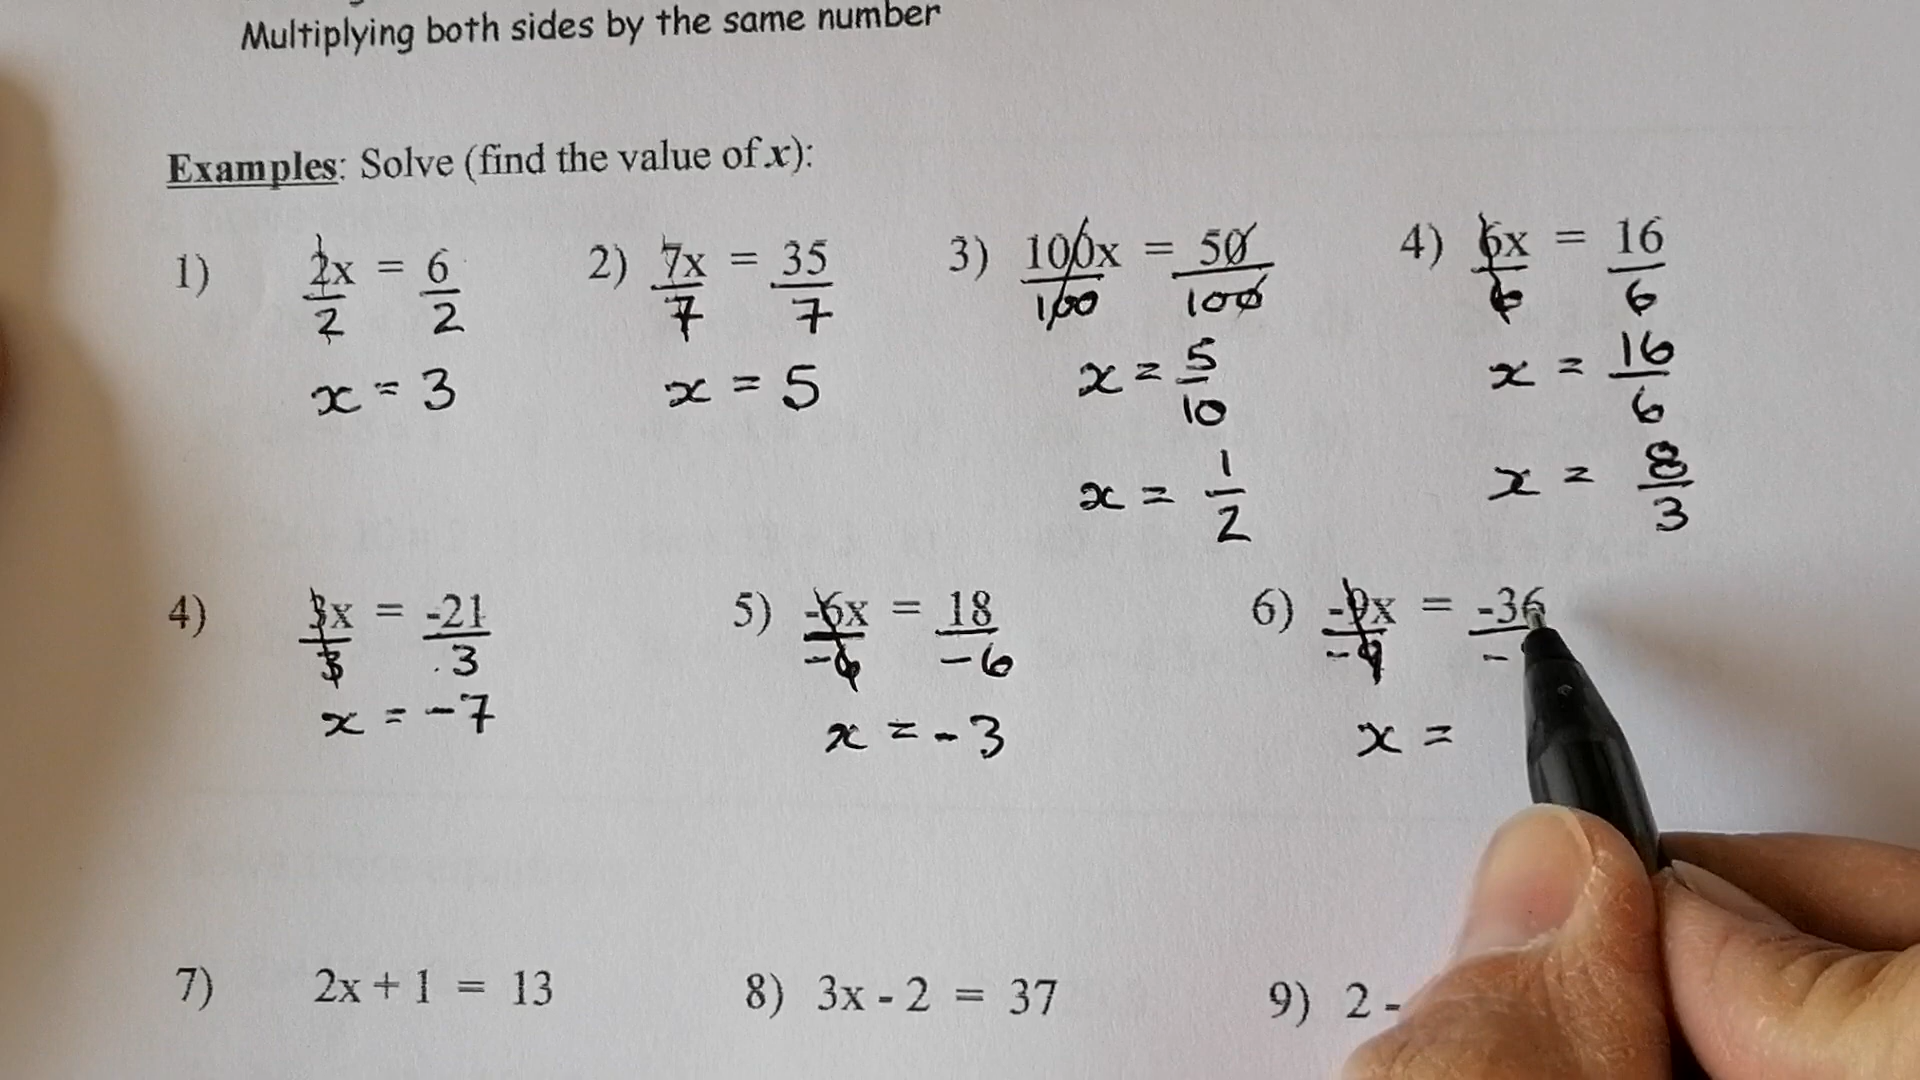 Multiplying both sides by the same number
Examples: Solve (find the value of x):
1) 2x = 6
2 2
x = 3
2) 7x = 35
7 7
x = 5
3) 100x = 50
100 100
x = 5/10
x = 1/2
4) 6x = 16
6 6
x = 16/6
x = 8/3
4) 3x = -21
3 3
x = -7
5) -6x = 18
-6 -6
x = -3
6) -9x = -36
-9 -
x =
7) 2x + 1 = 13
8) 3x - 2 = 37
9) 2 -